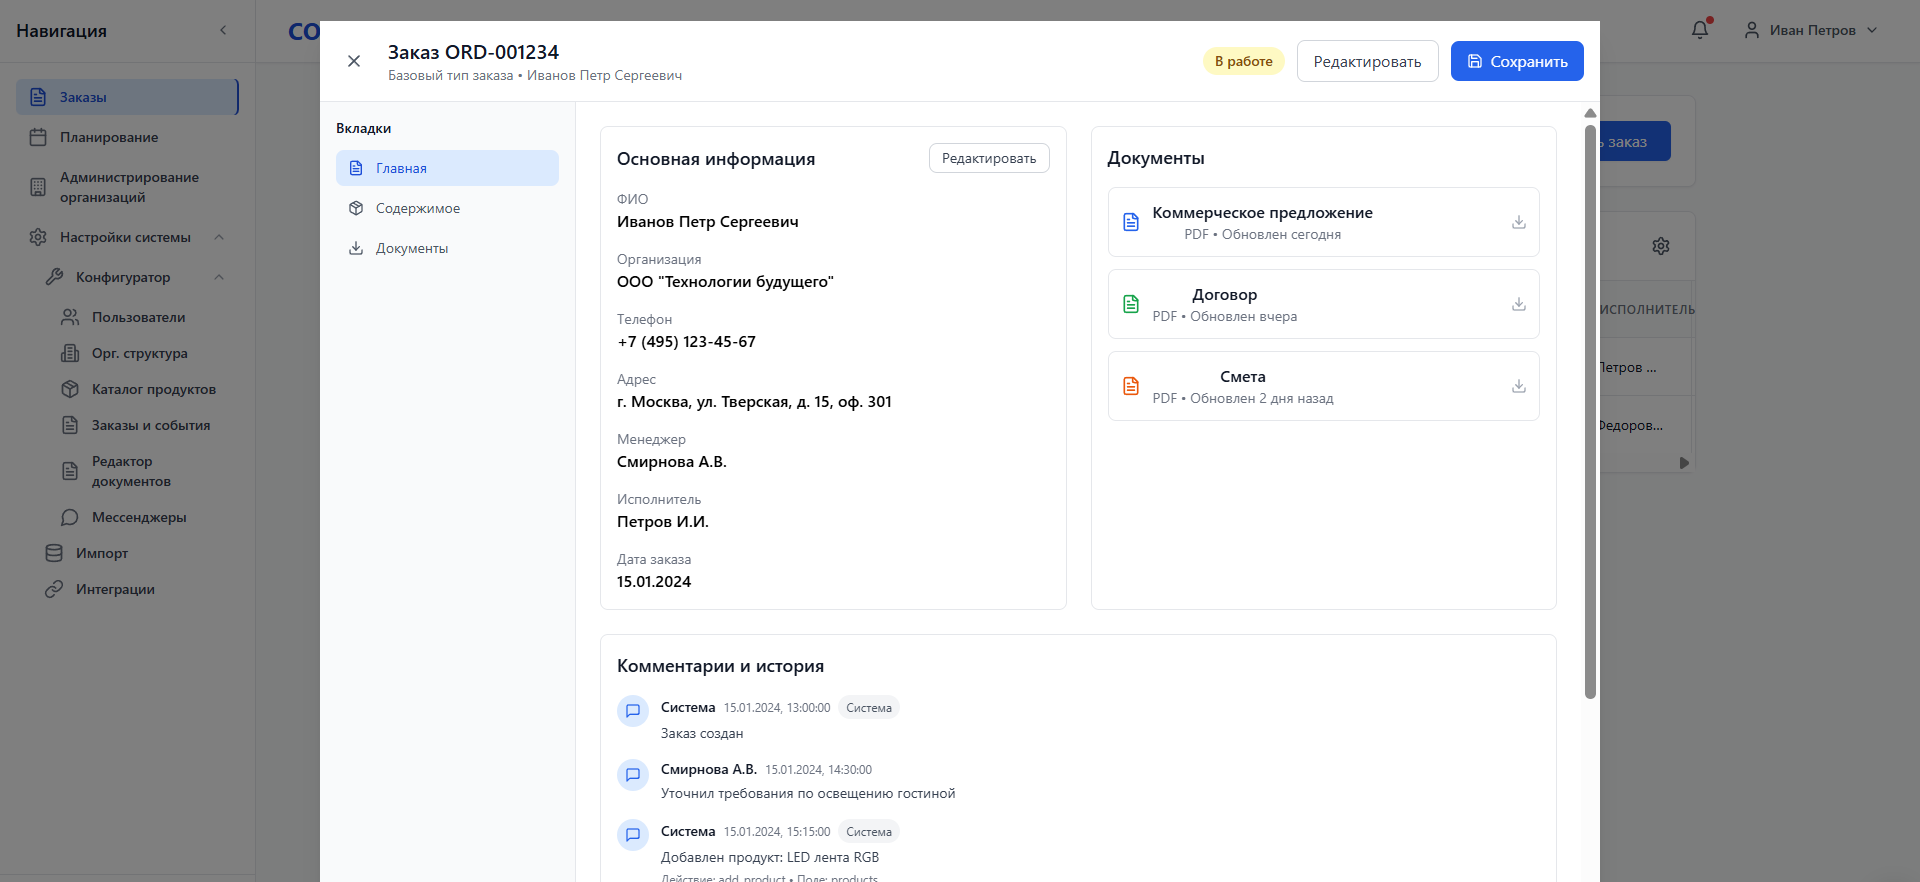 Навигация
Заказы
Планирование
Администрирование
организаций
Настройки системы
Конфигуратор
Пользователи
Орг. структура
Каталог продуктов
Заказы и события
Редактор
документов
Мессенджеры
Импорт
Интеграции
Иван Петров
заказ
ИСПОЛНИТЕЛЬ
Петров ...
Федоров...
Заказ ORD-001234
Базовый тип заказа • Иванов Петр Сергеевич
В работе
Редактировать
Сохранить
Вкладки
Главная
Содержимое
Документы
Основная информация
Редактировать
ФИО
Иванов Петр Сергеевич
Организация
ООО "Технологии будущего"
Телефон
+7 (495) 123-45-67
Адрес
г. Москва, ул. Тверская, д. 15, оф. 301
Менеджер
Смирнова А.В.
Исполнитель
Петров И.И.
Дата заказа
15.01.2024
Документы
Коммерческое предложение
PDF • Обновлен сегодня
Договор
PDF • Обновлен вчера
Смета
PDF • Обновлен 2 дня назад
Комментарии и история
Система 15.01.2024, 13:00:00 Система
Заказ создан
Смирнова А.В. 15.01.2024, 14:30:00
Уточнил требования по освещению гостиной
Система 15.01.2024, 15:15:00 Система
Добавлен продукт: LED лента RGB
Действие: add_product • Поле: products